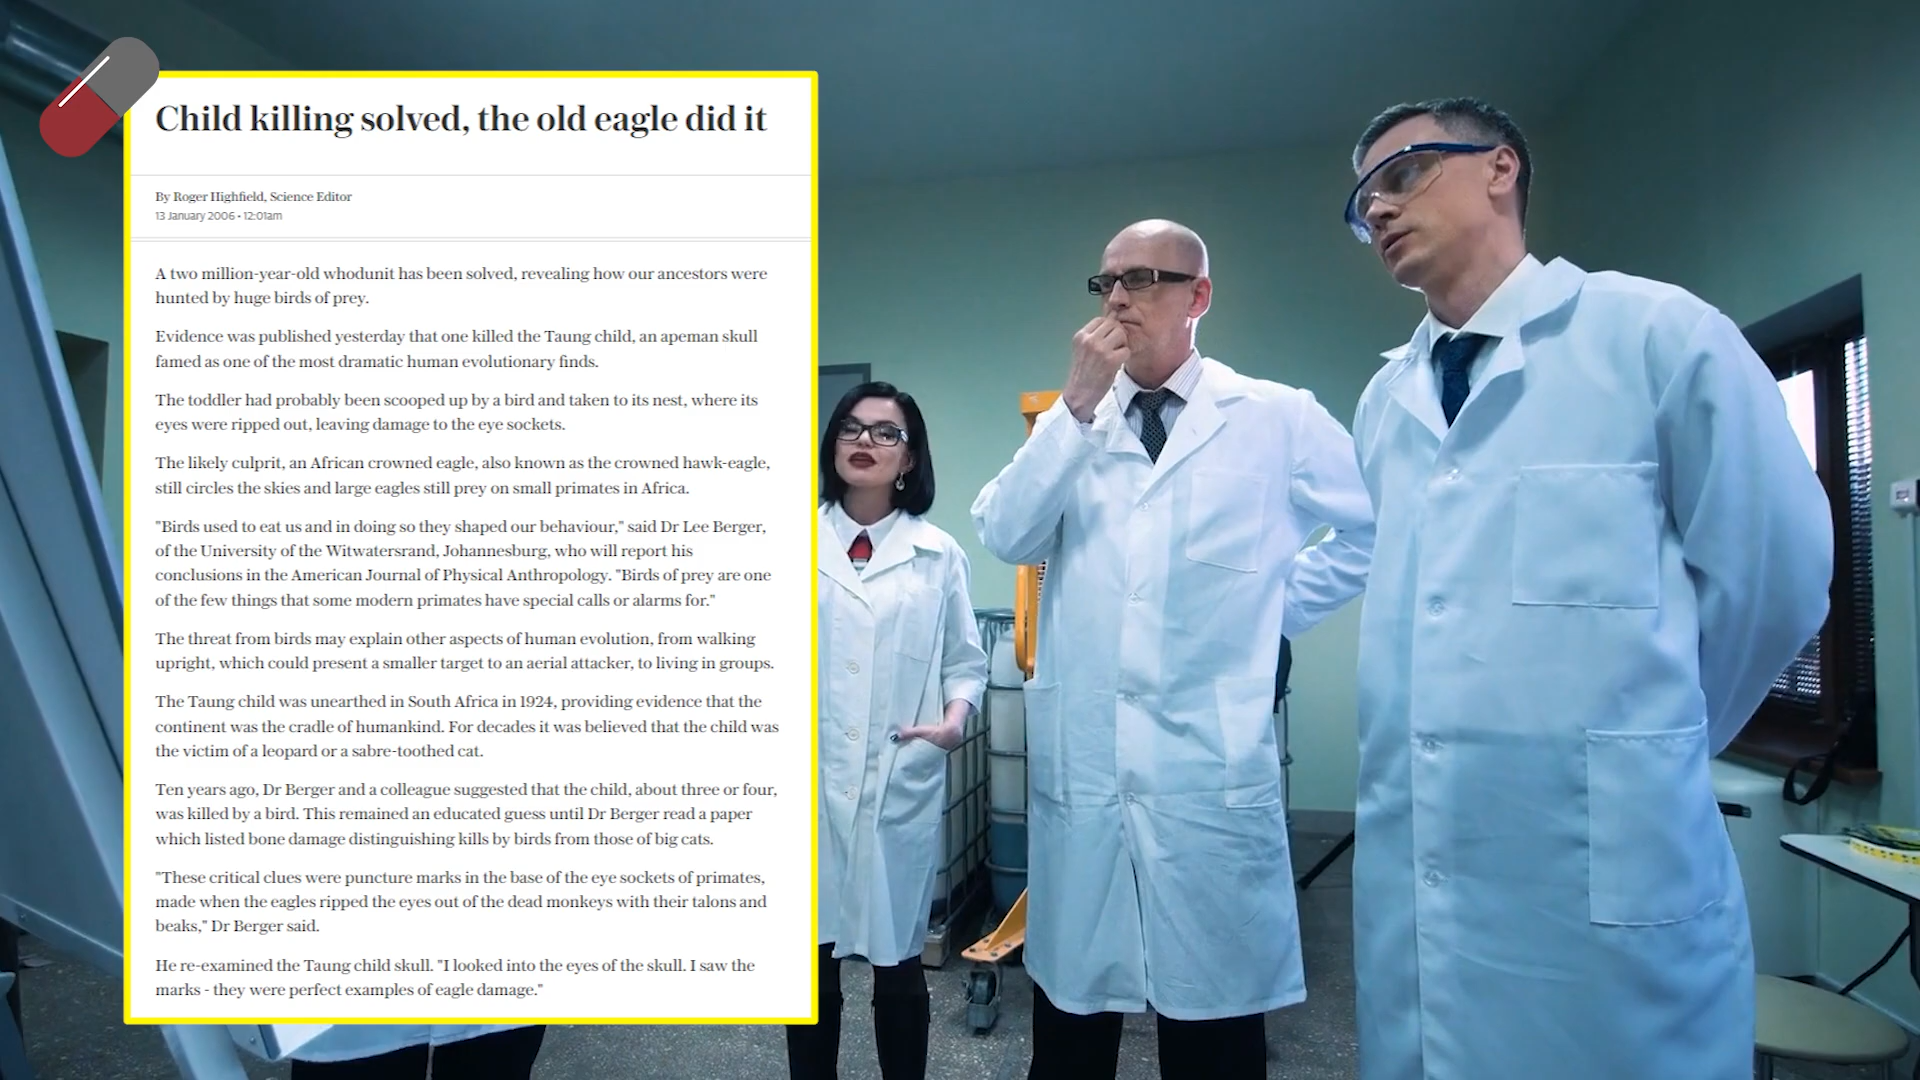 Child killing solved, the old eagle did it
By Roger Highfield, Science Editor
13 January 2006 • 12:01am
A two million-year-old whodunit has been solved, revealing how our ancestors were
hunted by huge birds of prey.
Evidence was published yesterday that one killed the Taung child, an apeman skull
famed as one of the most dramatic human evolutionary finds.
The toddler had probably been scooped up by a bird and taken to its nest, where its
eyes were ripped out, leaving damage to the eye sockets.
The likely culprit, an African crowned eagle, also known as the crowned hawk-eagle,
still circles the skies and large eagles still prey on small primates in Africa.
"Birds used to eat us and in doing so they shaped our behaviour," said Dr Lee Berger,
of the University of the Witwatersrand, Johannesburg, who will report his
conclusions in the American Journal of Physical Anthropology. "Birds of prey are one
of the few things that some modern primates have special calls or alarms for."
The threat from birds may explain other aspects of human evolution, from walking
upright, which could present a smaller target to an aerial attacker, to living in groups.
The Taung child was unearthed in South Africa in 1924, providing evidence that the
continent was the cradle of humankind. For decades it was believed that the child was
the victim of a leopard or a sabre-toothed cat.
Ten years ago, Dr Berger and a colleague suggested that the child, about three or four,
was killed by a bird. This remained an educated guess until Dr Berger read a paper
which listed bone damage distinguishing kills by birds from those of big cats.
"These critical clues were puncture marks in the base of the eye sockets of primates,
made when the eagles ripped the eyes out of the dead monkeys with their talons and
beaks," Dr Berger said.
He re-examined the Taung child skull. "I looked into the eyes of the skull. I saw the
marks - they were perfect examples of eagle damage."